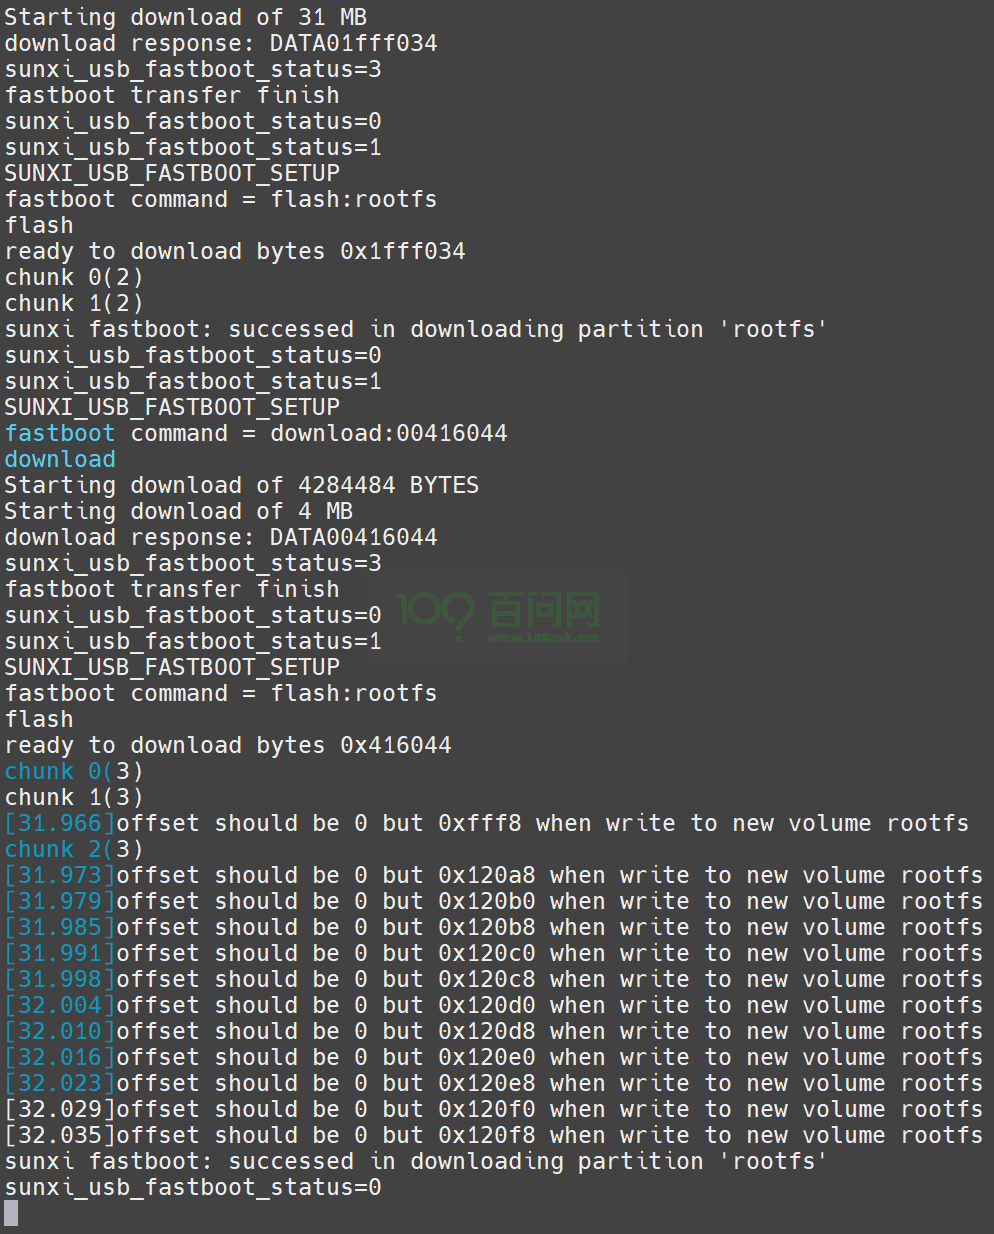 Starting download of 31 MB
download response: DATA01fff034
sunxi_usb_fastboot_status=3
fastboot transfer finish
sunxi_usb_fastboot_status=0
sunxi_usb_fastboot_status=1
SUNXI_USB_FASTBOOT_SETUP
fastboot command = flash:rootfs
flash
ready to download bytes 0x1fff034
chunk 0(2)
chunk 1(2)
sunxi fastboot: successed in downloading partition 'rootfs'
sunxi_usb_fastboot_status=0
sunxi_usb_fastboot_status=1
SUNXI_USB_FASTBOOT_SETUP
fastboot command = download:00416044
download
Starting download of 4284484 BYTES
Starting download of 4 MB
download response: DATA00416044
sunxi_usb_fastboot_status=3
fastboot transfer finish
sunxi_usb_fastboot_status=0
100 百问网
sunxi_usb_fastboot_status=1
www.100ask.net
SUNXI_USB_FASTBOOT_SETUP
fastboot command = flash:rootfs
flash
ready to download bytes 0x416044
chunk 0(3)
chunk 1(3)
[31.966]offset should be 0 but 0xfff8 when write to new volume rootfs
chunk 2(3)
[31.973]offset should be 0 but 0x120a8 when write to new volume rootfs
[31.979]offset should be 0 but 0x120b0 when write to new volume rootfs
[31.985]offset should be 0 but 0x120b8 when write to new volume rootfs
[31.991]offset should be 0 but 0x120c0 when write to new volume rootfs
[31.998]offset should be 0 but 0x120c8 when write to new volume rootfs
[32.004]offset should be 0 but 0x120d0 when write to new volume rootfs
[32.010]offset should be 0 but 0x120d8 when write to new volume rootfs
[32.016]offset should be 0 but 0x120e0 when write to new volume rootfs
[32.023]offset should be 0 but 0x120e8 when write to new volume rootfs
[32.029]offset should be 0 but 0x120f0 when write to new volume rootfs
[32.035]offset should be 0 but 0x120f8 when write to new volume rootfs
sunxi fastboot: successed in downloading partition 'rootfs'
sunxi_usb_fastboot_status=0